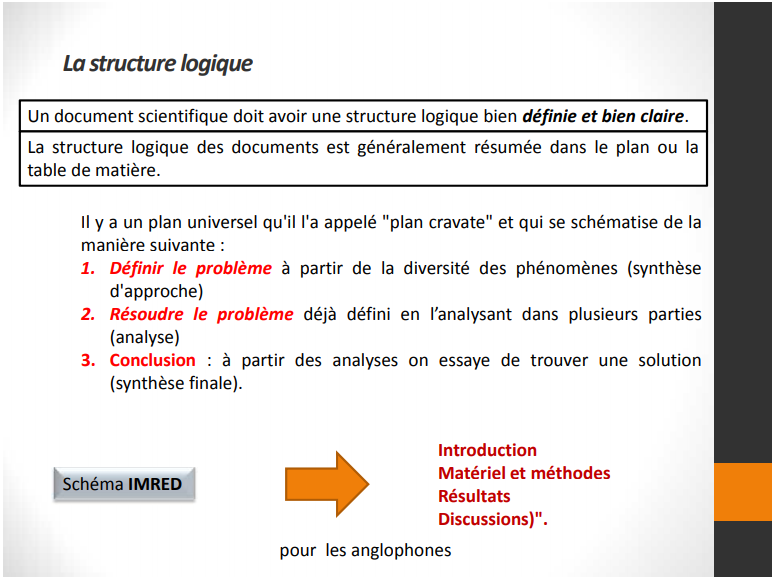 La structure logique
Un document scientifique doit avoir une structure logique bien définie et bien claire.
La structure logique des documents est généralement résumée dans le plan ou la
table de matière.
Il y a un plan universel qu'il l'a appelé "plan cravate" et qui se schématise de la
manière suivante :
1. Définir le problème à partir de la diversité des phénomènes (synthèse
d'approche)
2. Résoudre le problème déjà défini en l’analysant dans plusieurs parties
(analyse)
3. Conclusion : à partir des analyses on essaye de trouver une solution
(synthèse finale).
Schéma IMRED
Introduction
Matériel et méthodes
Résultats
Discussions)".
pour les anglophones